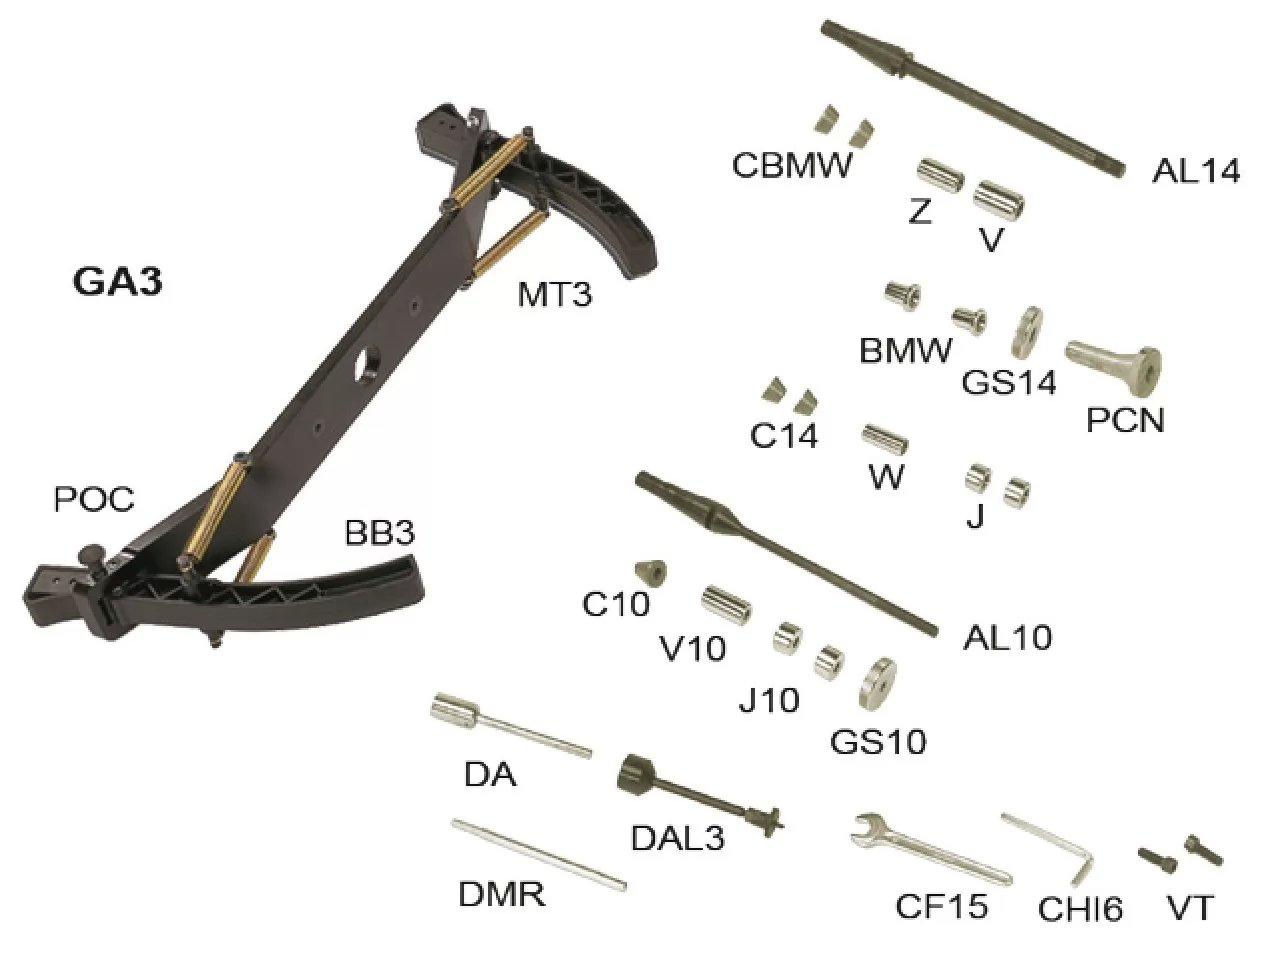 CBMW
AL14
Z
V
GA3
MT3
BMW
GS14
PCN
C14
W
J
POC
BB3
C10
V10
AL10
J10
GS10
DA
DAL3
DMR
CF15
CHI6
VT